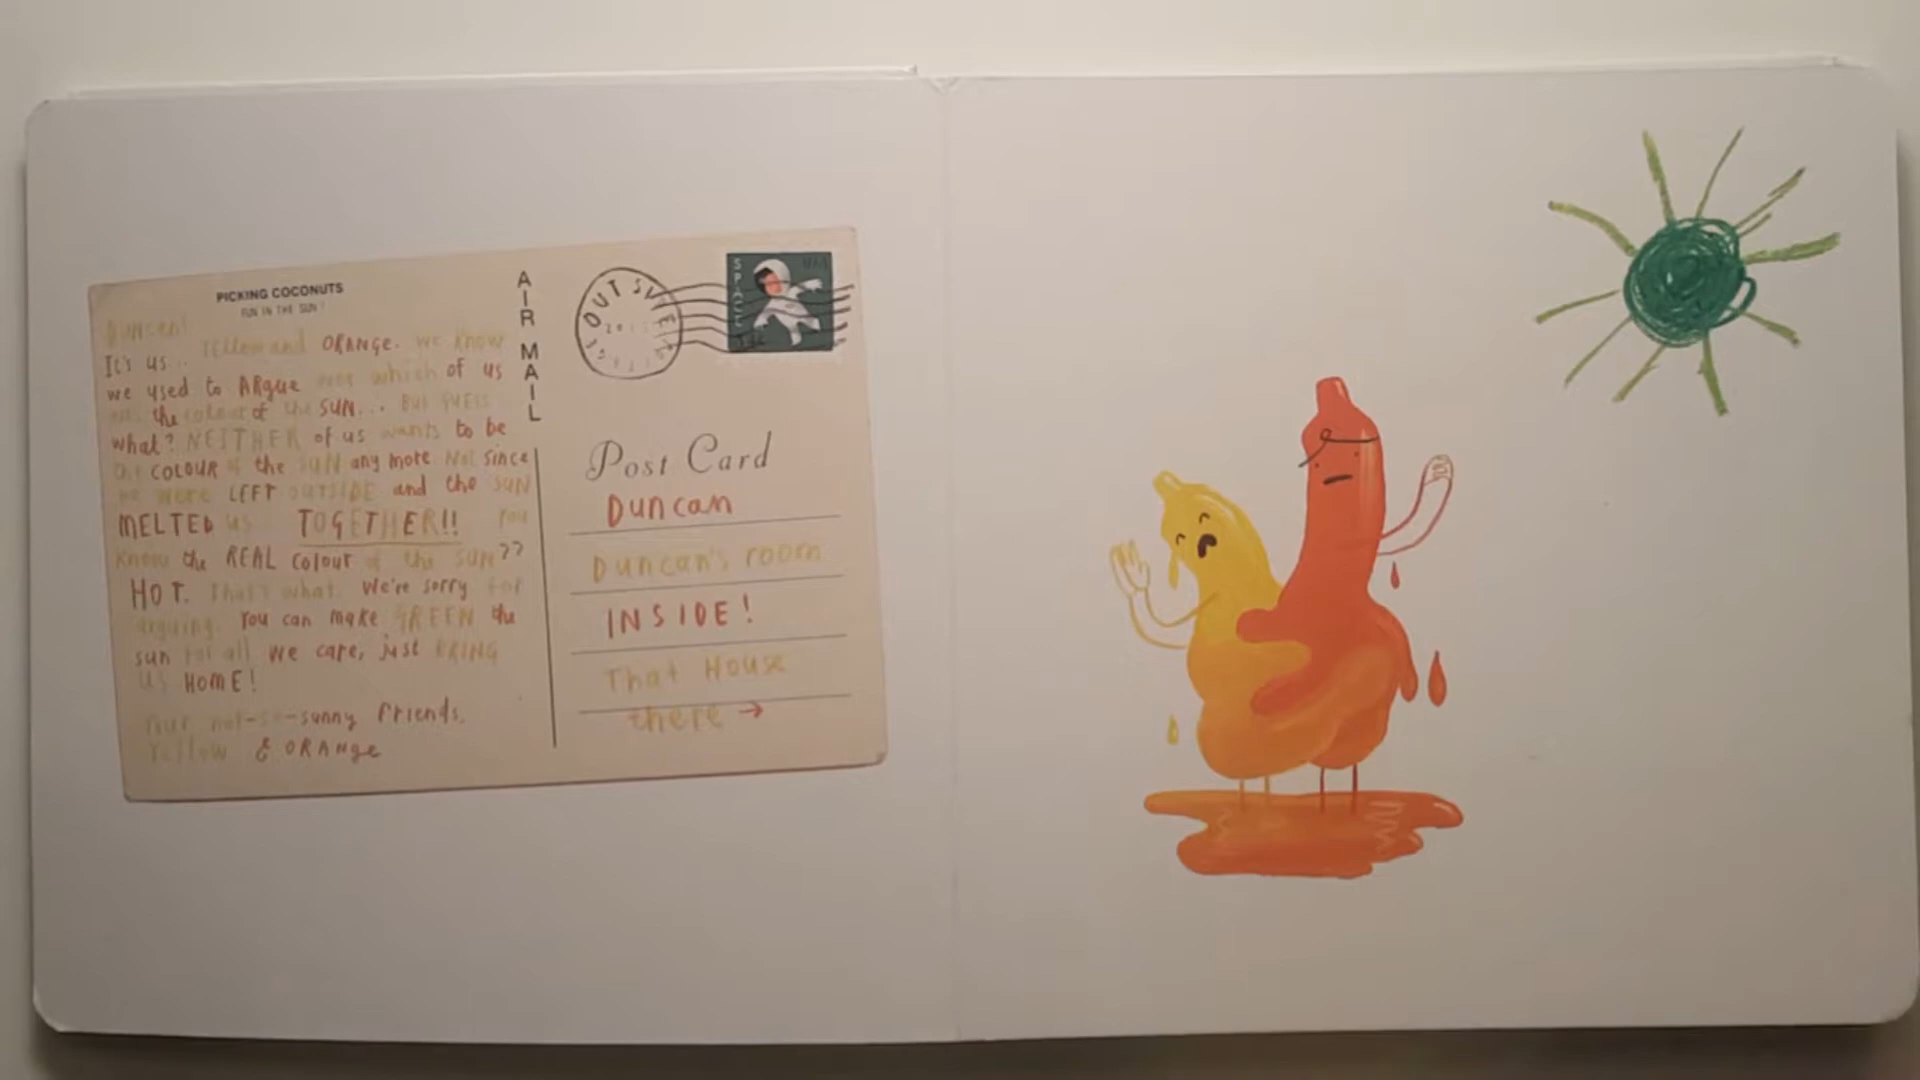 PICKING COCONUTS
FUN IN THE SUN!
Duncan!
It's us... Yellow and ORANGE. We know
we used to ARgue over which of us
was the colour of the SUN... But GUESS
what? NEITHER of us wants to be
the COLOUR of the SUN any more. Not since
we were LEFT OUTSIDE and the SUN
MELTED us TOGETHER!! You
know the REAL Colour of the SUN??
HOT. That's what. We're sorry for
arguing. You can make GREEN the
sun for all we care, just BRING
US HOME!
Your not-so-sunny friends,
Yellow & ORANge
AIR MAIL
SPACE
Post Card
Duncan
Duncan's room
INSIDE!
That House
there →